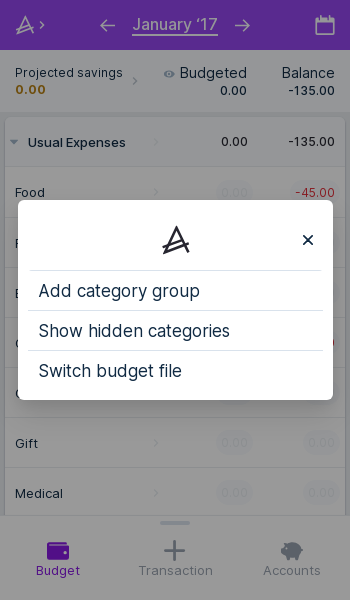 January ‘17
Projected savings
0.00
Budgeted
0.00
Balance
-135.00
Usual Expenses 0.00 -135.00
Food 0.00 -45.00
Add category group
Show hidden categories
Switch budget file
Gift 0.00 0.00
Medical 0.00 0.00
Budget Transaction Accounts